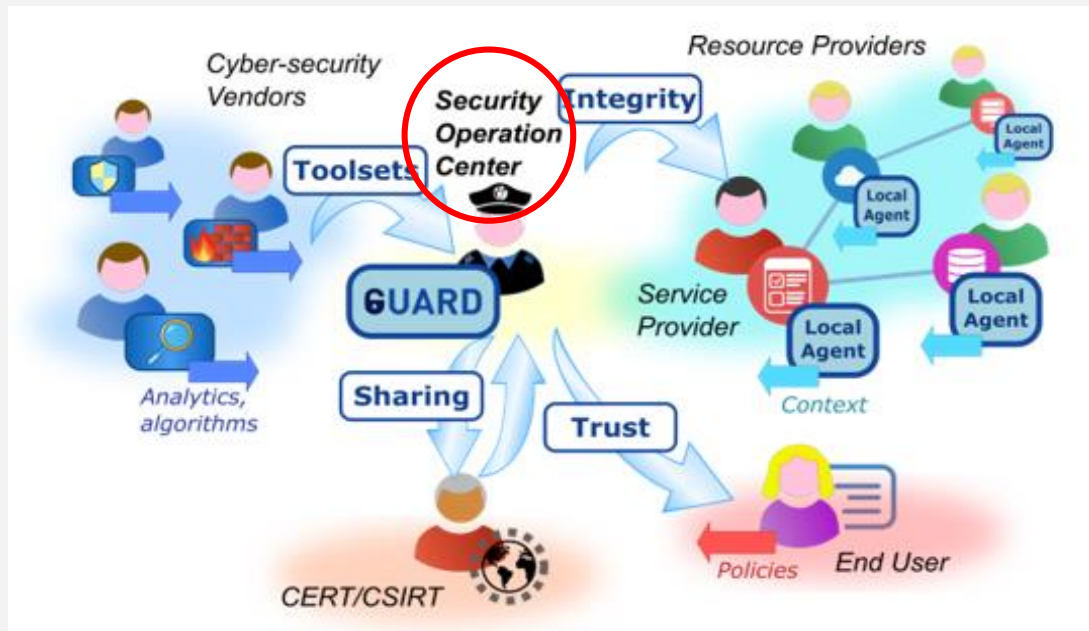 Cyber-security
Vendors
Toolsets
Analytics,
algorithms
Security
Operation
Center
GUARD
Integrity
Resource Providers
Local
Agent
Local
Agent
Local
Agent
Local
Agent
Service
Provider
Context
Sharing
Trust
CERT/CSIRT
Policies
End User